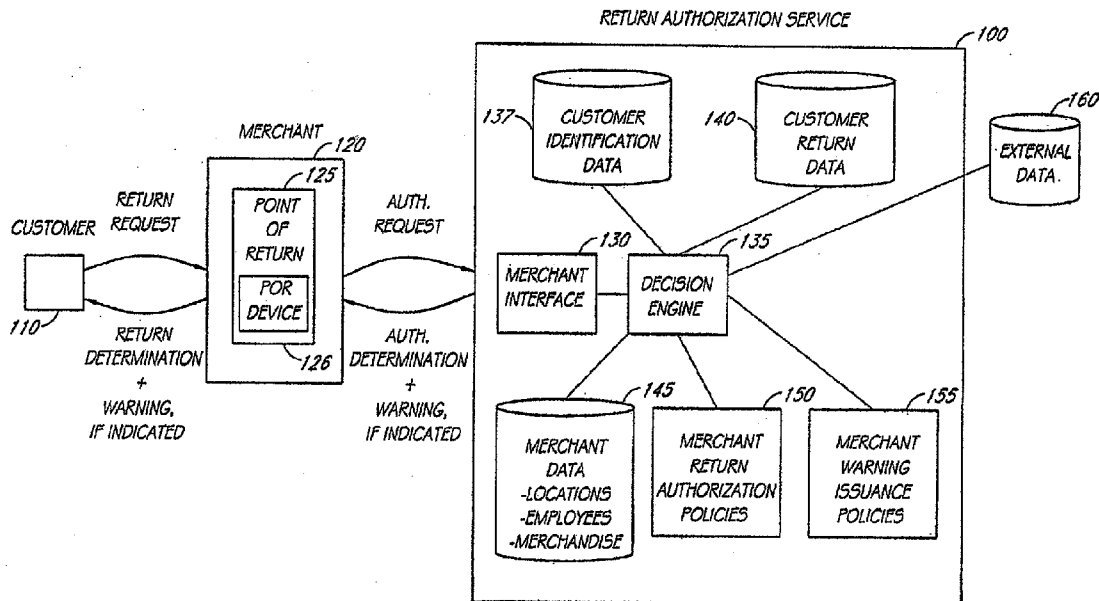 RETURN AUTHORIZATION SERVICE
100
CUSTOMER
110
RETURN
REQUEST
RETURN
DETERMINATION
+
WARNING,
IF INDICATED
MERCHANT
120
125
POINT
OF
RETURN
POR
DEVICE
126
AUTH.
REQUEST
AUTH.
DETERMINATION
+
WARNING,
IF INDICATED
137
CUSTOMER
IDENTIFICATION
DATA
140
CUSTOMER
RETURN
DATA
160
EXTERNAL
DATA.
130
MERCHANT
INTERFACE
135
DECISION
ENGINE
145
MERCHANT
DATA
-LOCATIONS
-EMPLOYEES
-MERCHANDISE
150
MERCHANT
RETURN
AUTHORIZATION
POLICIES
155
MERCHANT
WARNING
ISSUANCE
POLICIES